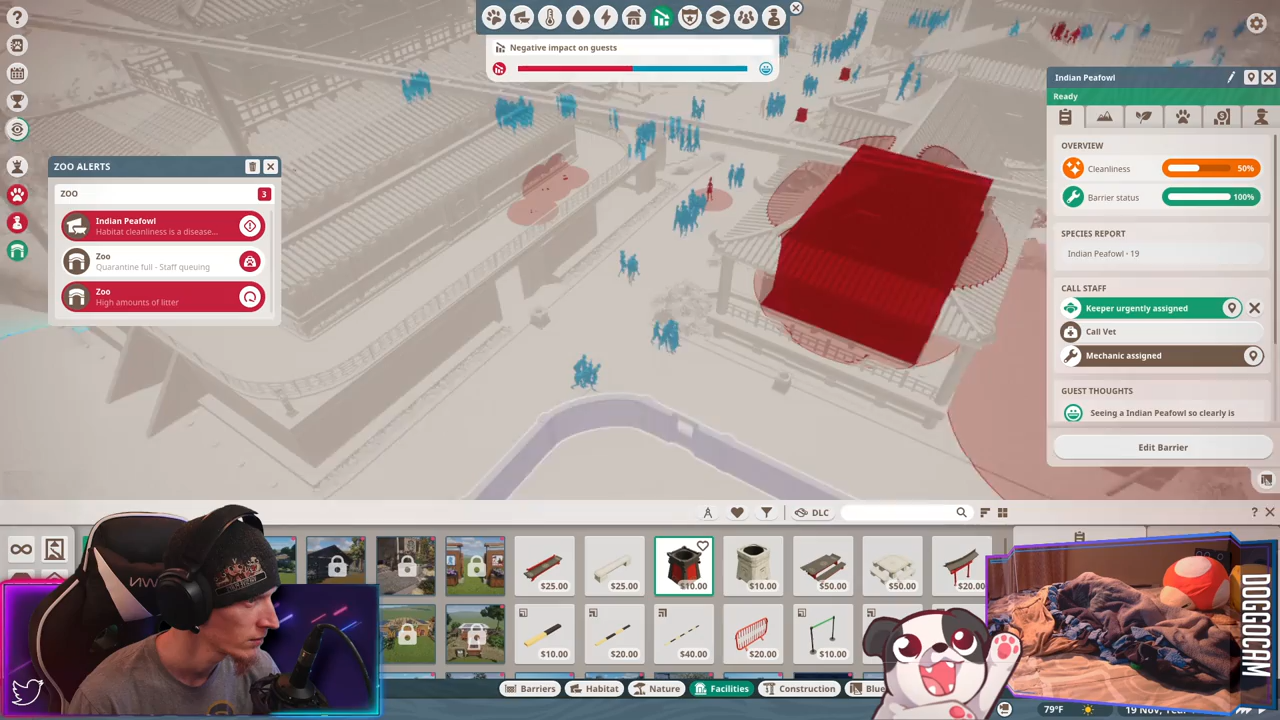 Negative impact on guests
ZOO ALERTS
ZOO
3
Indian Peafowl
Habitat cleanliness is a disease...
Zoo
Quarantine full - Staff queuing
Zoo
High amounts of litter
Indian Peafowl
Ready
OVERVIEW
Cleanliness
50%
Barrier status
100%
SPECIES REPORT
Indian Peafowl - 19
CALL STAFF
Keeper urgently assigned
Call Vet
Mechanic assigned
GUEST THOUGHTS
Seeing a Indian Peafowl so clearly is
Edit Barrier
DLC
$25.00
$25.00
$10.00
$10.00
$50.00
$50.00
$20.00
$10.00
$20.00
$40.00
$20.00
$10.00
Barriers
Habitat
Nature
Facilities
Construction
Blue
79°F
19 Nov,
DOGGOCAM